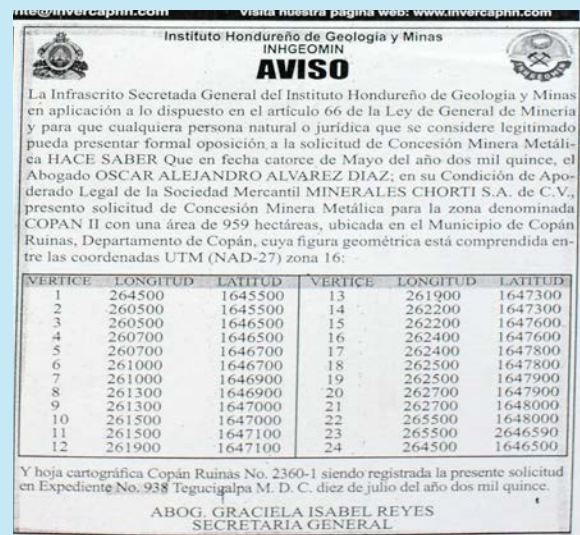 nte@invercaphn.com    Visita nuestra pagina web: www.invercaphn.com
Instituto Hondureño de Geología y Minas
INHGEOMIN
AVISO
La Infrascrito Secretada General del Instituto Hondureño de Geología y Minas
en aplicación a lo dispuesto en el artículo 66 de la Ley de General de Minería
y para que cualquiera persona natural o jurídica que se considere legitimado
pueda presentar formal oposición a la solicitud de Concesión Minera Metáli-
ca HACE SABER Que en fecha catorce de Mayo del año dos mil quince, el
Abogado OSCAR ALEJANDRO ALVAREZ DIAZ; en su Condición de Apo-
derado Legal de la Sociedad Mercantil MINERALES CHORTI S.A. de C.V.,
presento solicitud de Concesión Minera Metálica para la zona denominada
COPAN II con una área de 959 hectáreas, ubicada en el Municipio de Copán
Ruinas, Departamento de Copán, cuya figura geométrica está comprendida en-
tre las coordenadas UTM (NAD-27) zona 16:
VERTICE LONGITUD LATITUD VERTICE LONGITUD LATITUD
1 264500 1645500 13 261900 1647300
2 260500 1645500 14 262200 1647300
3 260500 1646500 15 262200 1647600
4 260700 1646500 16 262400 1647600
5 260700 1646700 17 262400 1647800
6 261000 1646700 18 262500 1647800
7 261000 1646900 19 262500 1647900
8 261300 1646900 20 262700 1647900
9 261300 1647000 21 262700 1648000
10 261500 1647000 22 265500 1648000
11 261500 1647100 23 265500 2646590
12 261900 1647100 24 264500 1646500
Y hoja cartográfica Copán Ruinas No. 2360-1 siendo registrada la presente solicitud
en Expediente No. 938 Tegucigalpa M. D. C. diez de julio del año dos mil quince.
ABOG. GRACIELA ISABEL REYES
SECRETARIA GENERAL